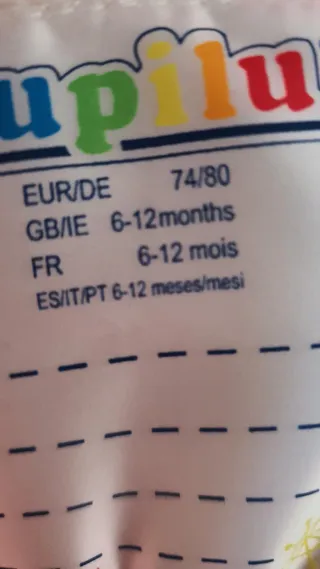 upilu
EUR/DE 74/80
GB/IE 6-12months
FR 6-12 mois
ES/IT/PT 6-12 meses/mesi